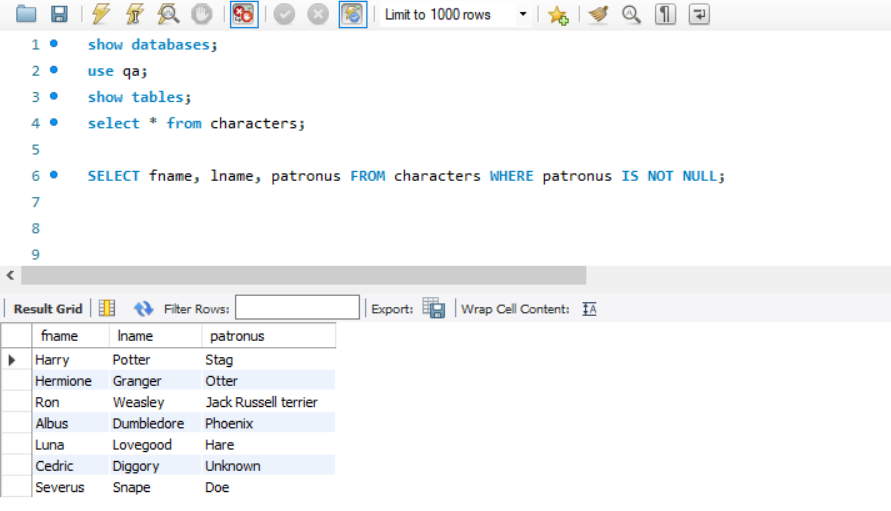 Limit to 1000 rows
1 show databases;
2 use qa;
3 show tables;
4 select * from characters;
5
6 SELECT fname, lname, patronus FROM characters WHERE patronus IS NOT NULL;
7
8
9
Result Grid Filter Rows: Export: Wrap Cell Content:
fname lname patronus
Harry Potter Stag
Hermione Granger Otter
Ron Weasley Jack Russell terrier
Albus Dumbledore Phoenix
Luna Lovegood Hare
Cedric Diggory Unknown
Severus Snape Doe